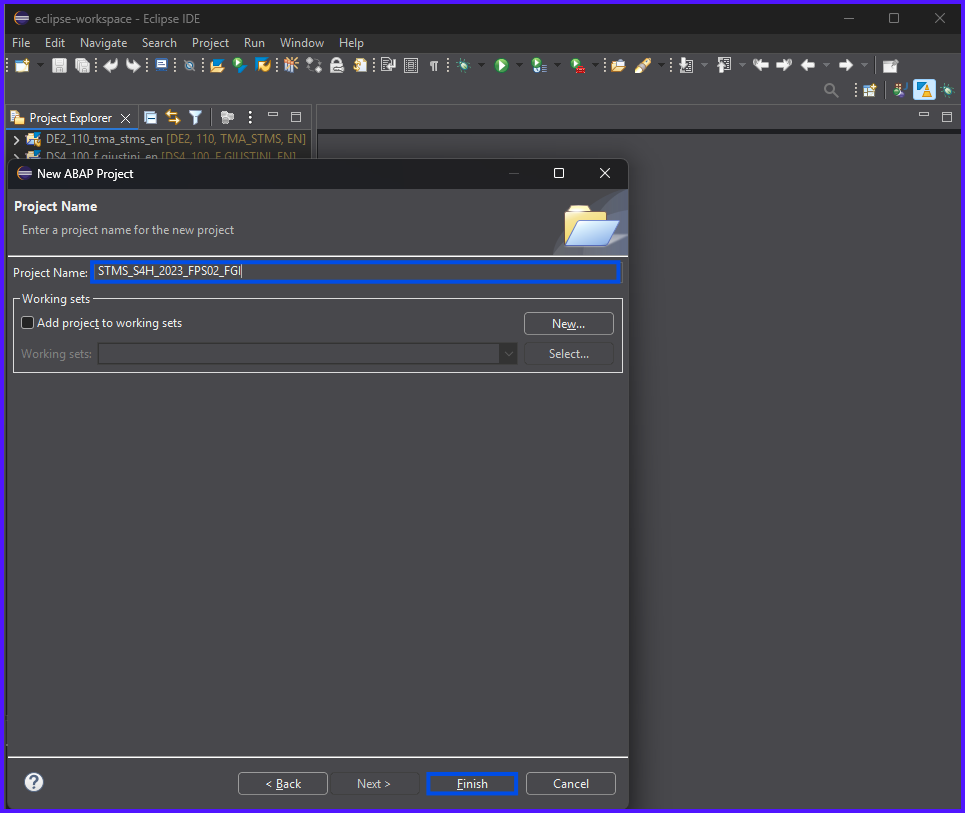 eclipse-workspace - Eclipse IDE
File Edit Navigate Search Project Run Window Help
Project Explorer
DE2_110_tma_stms_en [DE2, 110, TMA_STMS, EN]
DS4_100_f.giustini_en [DS4, 100, F.GIUSTINI, EN]
New ABAP Project
Project Name
Enter a project name for the new project
Project Name: STMS_S4H_2023_FPS02_FGI
Working sets
Add project to working sets
New...
Working sets:
Select...
? < Back Next > Finish Cancel